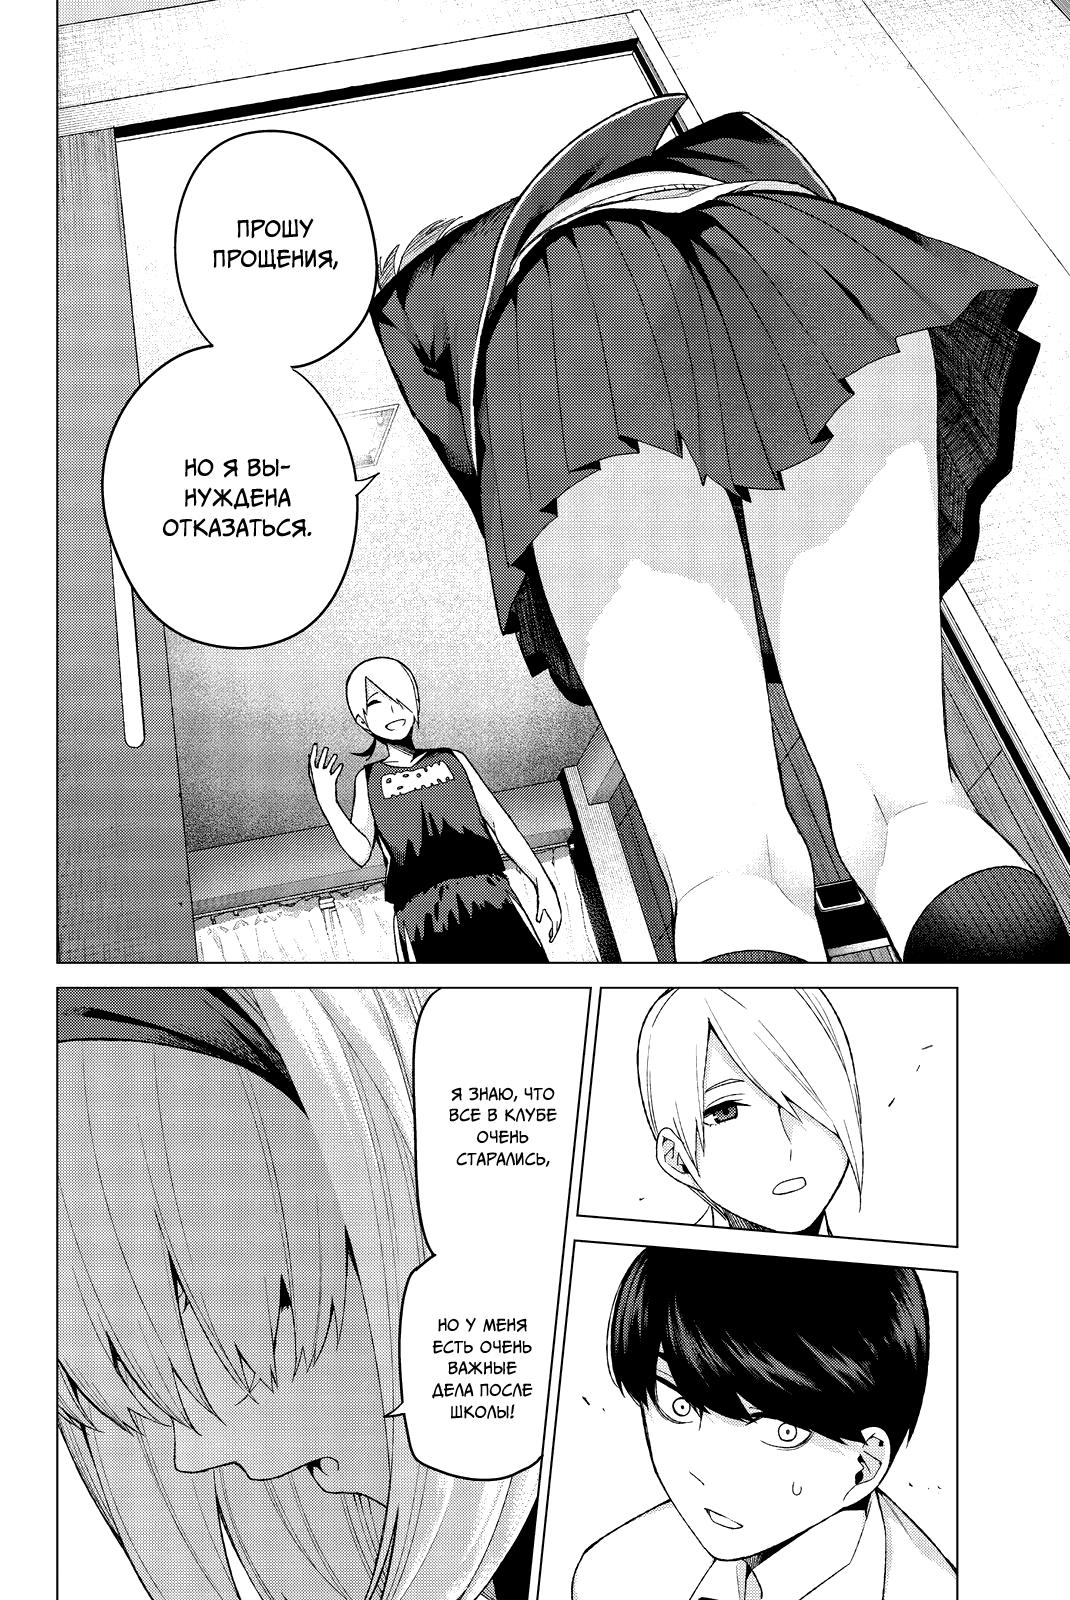 ПРОШУ
ПРОЩЕНИЯ,
НО Я ВЫ-
НУЖДЕНА
ОТКАЗАТЬСЯ.
Я ЗНАЮ, ЧТО
ВСЕ В КЛУБЕ
ОЧЕНЬ
СТАРАЛИСЬ,
НО У МЕНЯ
ЕСТЬ ОЧЕНЬ
ВАЖНЫЕ
ДЕЛА ПОСЛЕ
ШКОЛЫ!